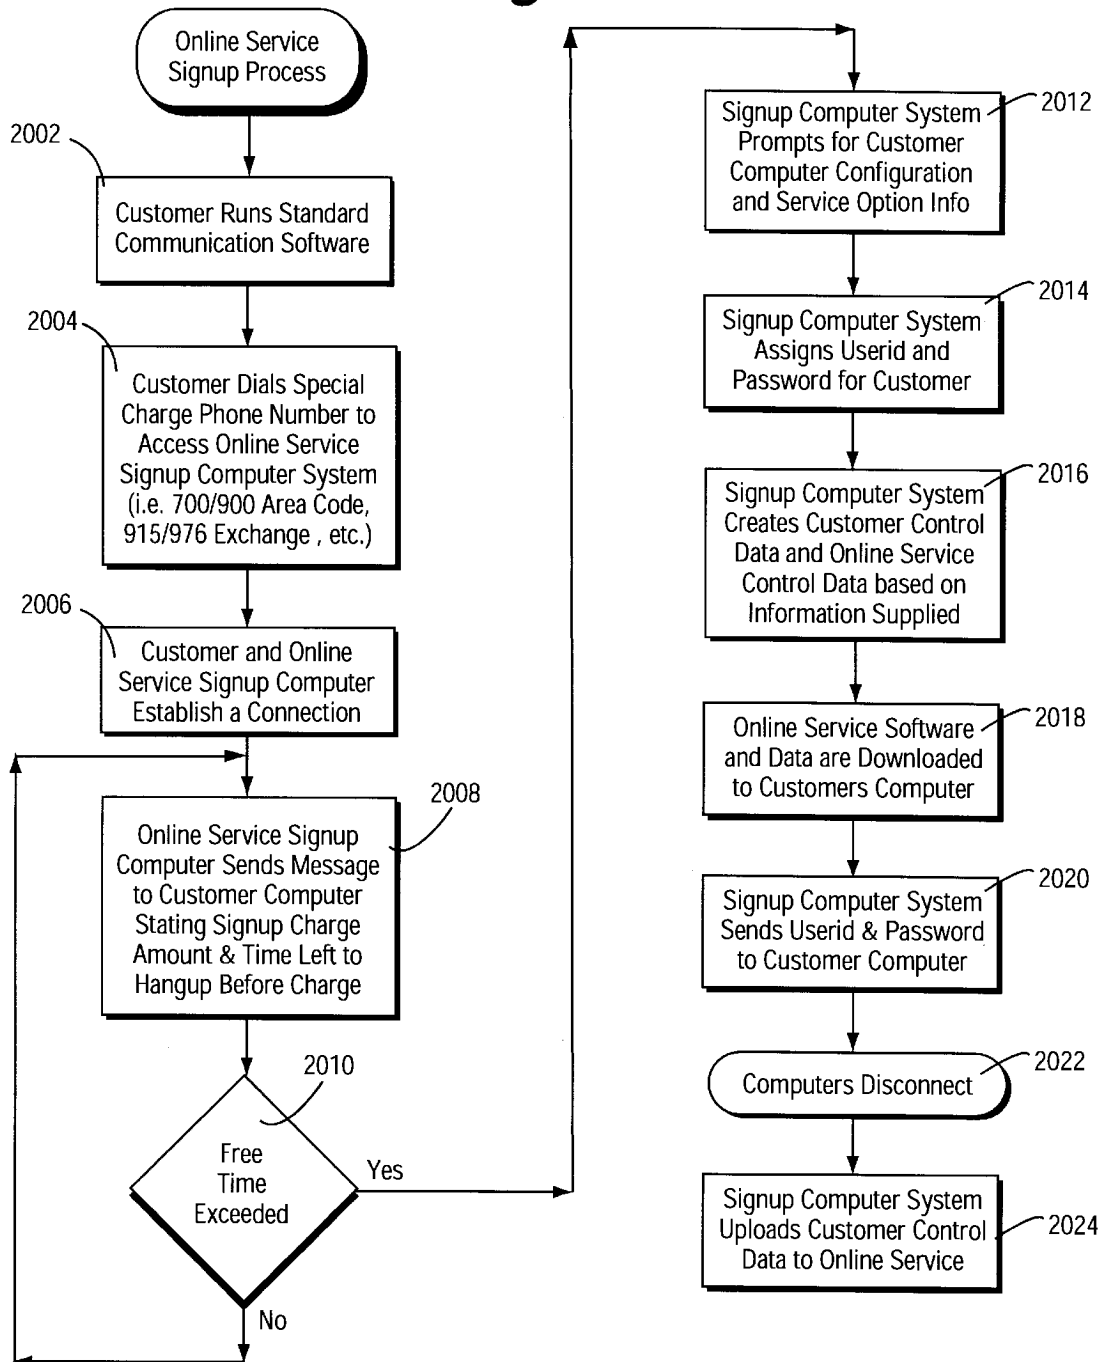 Online Service
Signup Process
2002
Customer Runs Standard
Communication Software
2004
Customer Dials Special
Charge Phone Number to
Access Online Service
Signup Computer System
(i.e. 700/900 Area Code,
915/976 Exchange , etc.)
2006
Customer and Online
Service Signup Computer
Establish a Connection
2008
Online Service Signup
Computer Sends Message
to Customer Computer
Stating Signup Charge
Amount & Time Left to
Hangup Before Charge
2010
Free
Time
Exceeded
Yes
No
2012
Signup Computer System
Prompts for Customer
Computer Configuration
and Service Option Info
2014
Signup Computer System
Assigns Userid and
Password for Customer
2016
Signup Computer System
Creates Customer Control
Data and Online Service
Control Data based on
Information Supplied
2018
Online Service Software
and Data are Downloaded
to Customers Computer
2020
Signup Computer System
Sends Userid & Password
to Customer Computer
2022
Computers Disconnect
2024
Signup Computer System
Uploads Customer Control
Data to Online Service